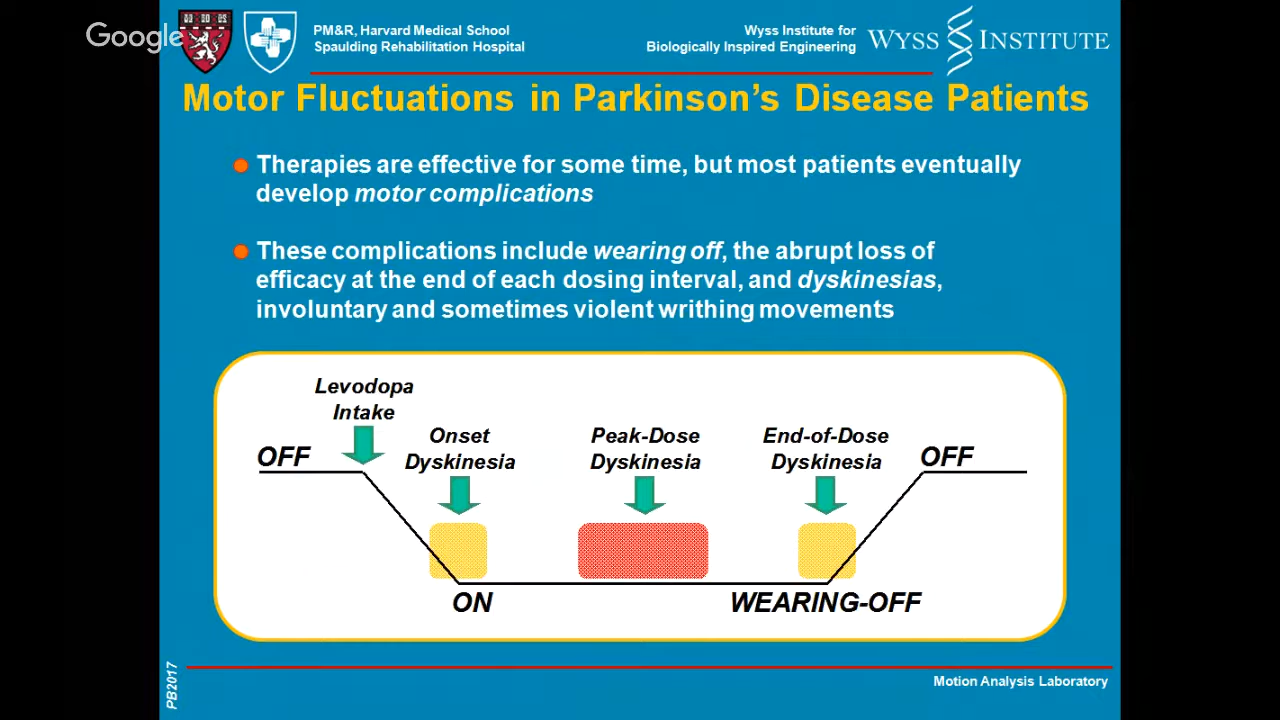 Google
PM&R, Harvard Medical School
Spaulding Rehabilitation Hospital
Wyss Institute for
Biologically Inspired Engineering
WYSS INSTITUTE
Motor Fluctuations in Parkinson's Disease Patients
Therapies are effective for some time, but most patients eventually
develop motor complications
These complications include wearing off, the abrupt loss of
efficacy at the end of each dosing interval, and dyskinesias,
involuntary and sometimes violent writhing movements
Levodopa
Intake
OFF
Onset
Dyskinesia
Peak-Dose
Dyskinesia
End-of-Dose
Dyskinesia
OFF
ON
WEARING-OFF
PB2017
Motion Analysis Laboratory